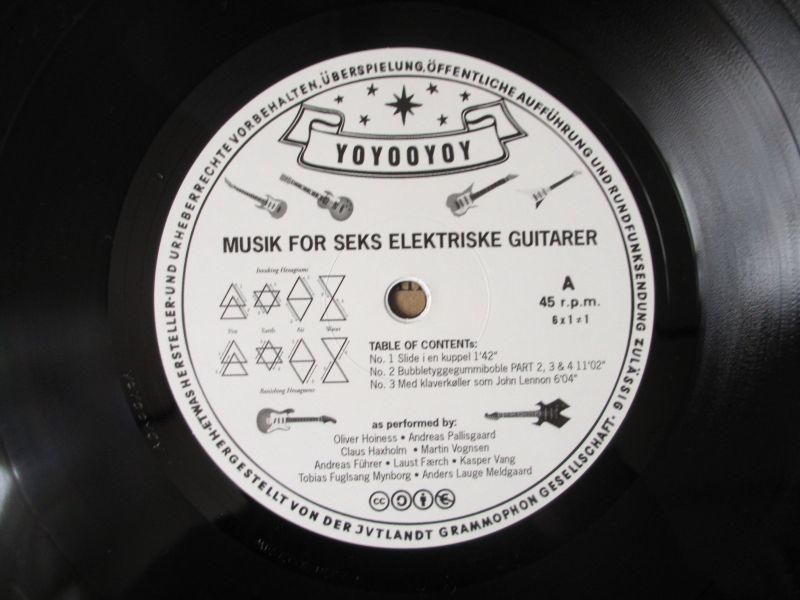 ETWAS HERSTELLER- UND URHEBERRECHTE VORBEHALTEN, ÜBERSPIELUNG, ÖFFENTLICHE AUFFÜHRUNG UND RUNDFUNKSENDUNG ZULÄSSIG
YOYOOYOY
MUSIK FOR SEKS ELEKTRISKE GUITARER
Invoking Hexagrams
Fire Earth Air Water
Banishing Hexagrams
A
45 r.p.m.
6 x 1 ≠ 1
TABLE OF CONTENTs:
No. 1 Slide i en kuppel 1'42"
No. 2 Bubbletyggegummiboble PART 2, 3 & 4 11'02"
No. 3 Med klaverkøller som John Lennon 6'04"
as performed by:
Oliver Hoiness • Andreas Pallisgaard
Claus Haxholm • Martin Vognsen
Andreas Führer • Laust Færch • Kasper Vang
Tobias Fuglsang Mynborg • Anders Lauge Meldgaard
cc
HERGESTELLT VON DER JVTLANDT GRAMMOPHON GESELLSCHAFT